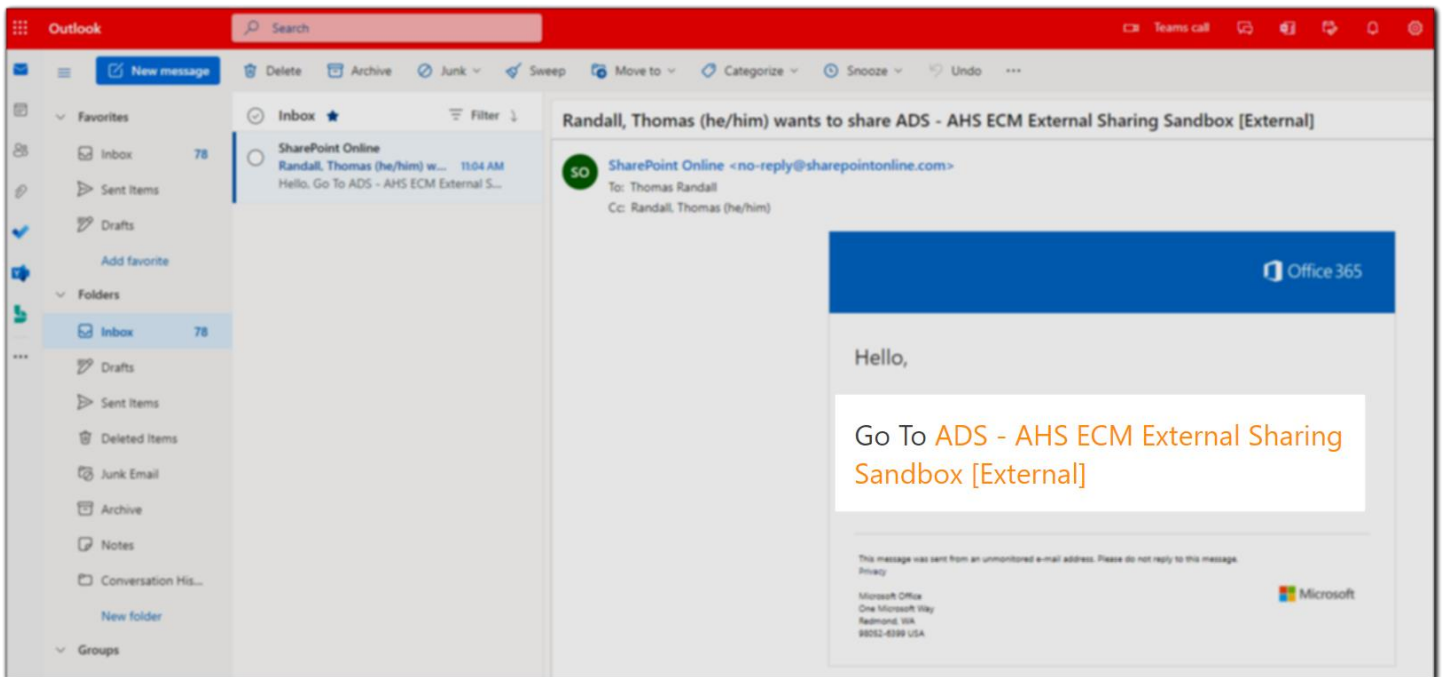 Outlook
Search
Teams call
New message
Delete
Archive
Junk
Sweep
Move to
Categorize
Snooze
Undo
Favorites
Inbox 78
Sent Items
Drafts
Add favorite
Folders
Inbox 78
Drafts
Sent Items
Deleted Items
Junk Email
Archive
Notes
Conversation His...
New folder
Groups
Inbox
Filter
SharePoint Online
Randall, Thomas (he/him) w... 11:04 AM
Hello, Go To ADS - AHS ECM External S...
Randall, Thomas (he/him) wants to share ADS - AHS ECM External Sharing Sandbox [External]
SO
SharePoint Online <no-reply@sharepointonline.com>
To: Thomas Randall
Cc: Randall, Thomas (he/him)
Office 365
Hello,
Go To ADS - AHS ECM External Sharing
Sandbox [External]
This message was sent from an unmonitored e-mail address. Please do not reply to this message.
Privacy
Microsoft Office
One Microsoft Way
Redmond, WA
98052-6399 USA
Microsoft